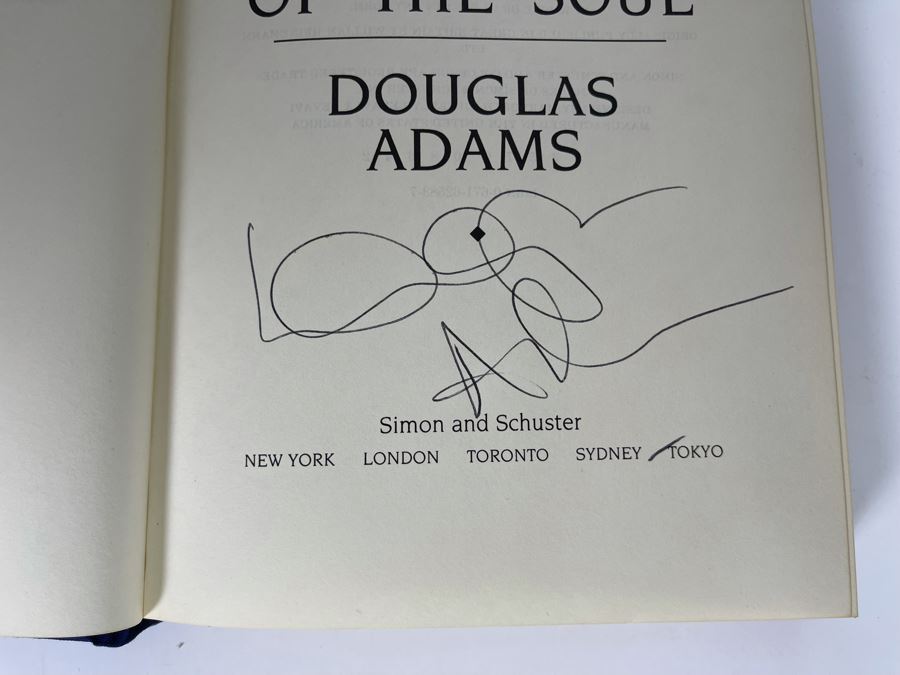 OF THE SOUL
DOUGLAS
ADAMS
Simon and Schuster
NEW YORK LONDON TORONTO SYDNEY TOKYO